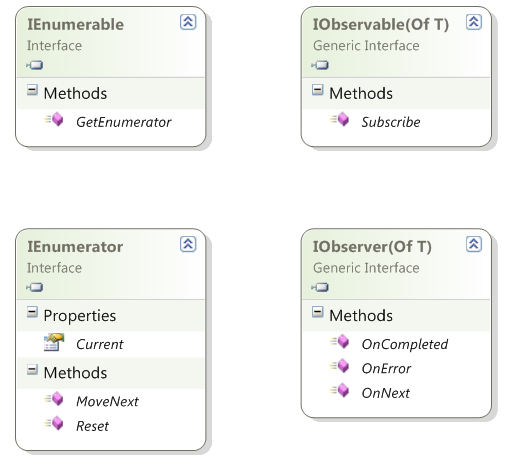 IEnumerable
Interface
Methods
GetEnumerator
IObservable(Of T)
Generic Interface
Methods
Subscribe
IEnumerator
Interface
Properties
Current
Methods
MoveNext
Reset
IObserver(Of T)
Generic Interface
Methods
OnCompleted
OnError
OnNext